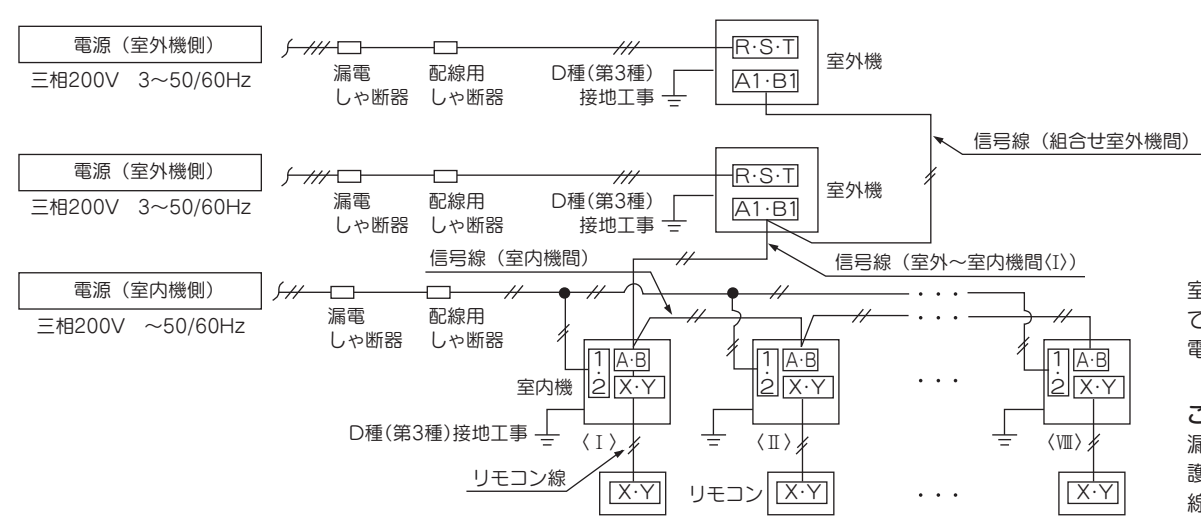 電源（室外機側）
三相200V 3～50/60Hz
漏電
しゃ断器
配線用
しゃ断器
D種(第3種)
接地工事
R·S·T
A1·B1
室外機
信号線（組合せ室外機間）
電源（室外機側）
三相200V 3～50/60Hz
漏電
しゃ断器
配線用
しゃ断器
D種(第3種)
接地工事
R·S·T
A1·B1
室外機
信号線（室内機間）
信号線（室外～室内機間〈I〉）
電源（室内機側）
三相200V ～50/60Hz
漏電
しゃ断器
配線用
しゃ断器
室内機
1·2
A·B
X·Y
1·2
A·B
X·Y
1·2
A·B
X·Y
D種(第3種)接地工事
〈Ⅰ〉
〈Ⅱ〉
〈Ⅷ〉
リモコン線
X·Y
リモコン
X·Y
X·Y
室
て
電
こ
漏
護
線